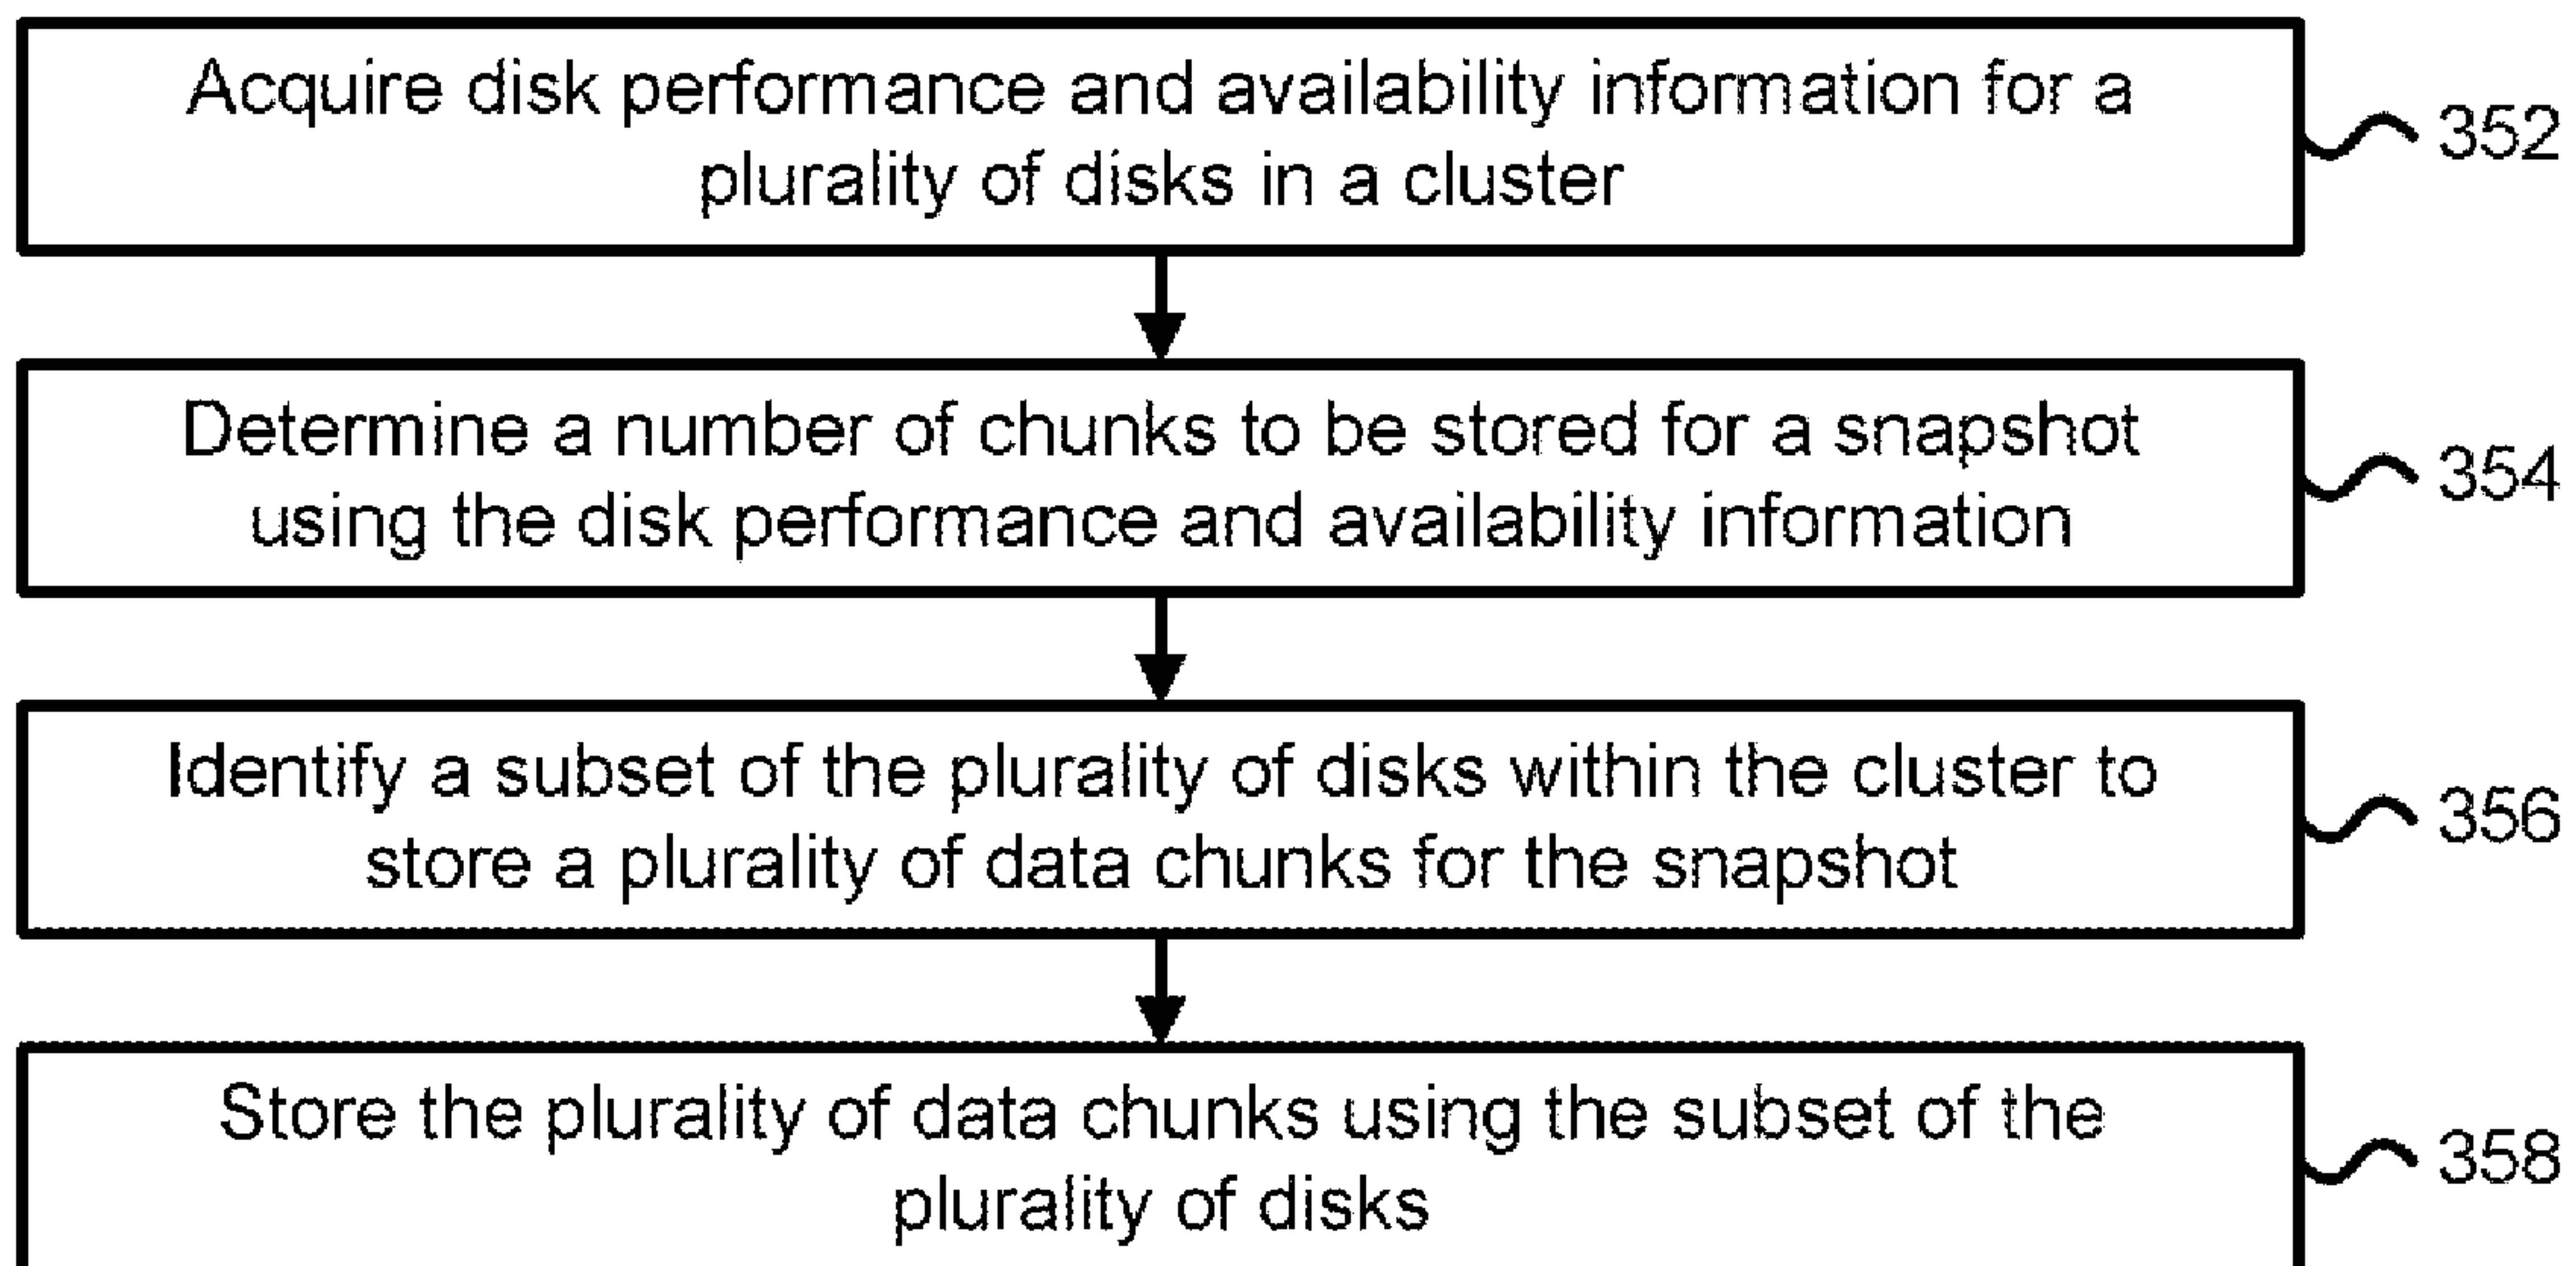 Acquire disk performance and availability information for a
plurality of disks in a cluster
352
Determine a number of chunks to be stored for a snapshot
using the disk performance and availability information
354
Identify a subset of the plurality of disks within the cluster to
store a plurality of data chunks for the snapshot
356
Store the plurality of data chunks using the subset of the
plurality of disks
358